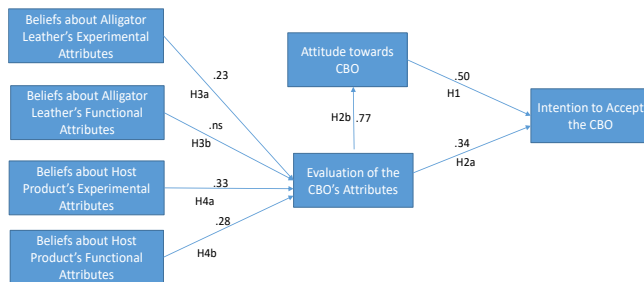 Beliefs about Alligator
Leather's Experimental
Attributes
.23
H3a
Beliefs about Alligator
Leather's Functional
Attributes
.ns
H3b
Beliefs about Host
Product's Experimental
Attributes
.33
H4a
Beliefs about Host
Product's Functional
Attributes
.28
H4b
Attitude towards
CBO
H2b
.77
Evaluation of the
CBO's Attributes
.50
H1
.34
H2a
Intention to Accept
the CBO